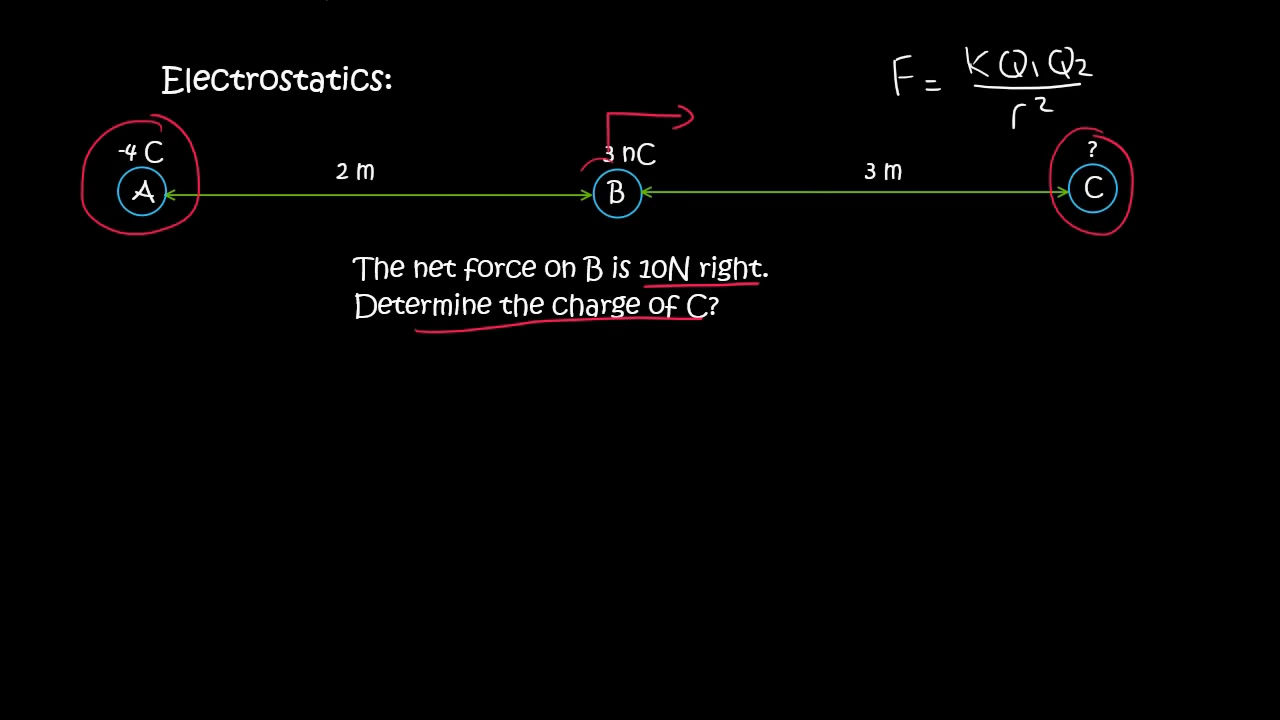 Electrostatics:
F = KQ1Q2/r²
-4 C
2 m
3 nC
3 m
?
A
B
C
The net force on B is 10N right.
Determine the charge of C?